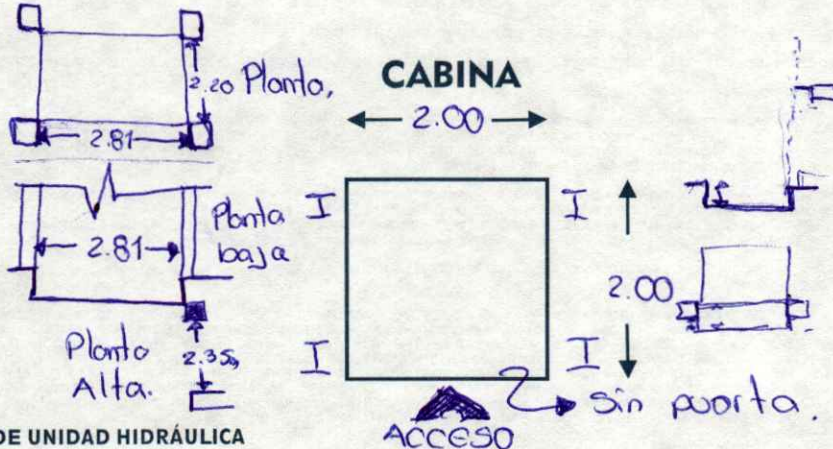 2.20 Planta,
2.81
CABINA
2.00
I
I
2.81
Planta
baja
2.00
Planta
Alta.
2.35
I
I
sin puorta.
ACCESO
DE UNIDAD HIDRÁULICA